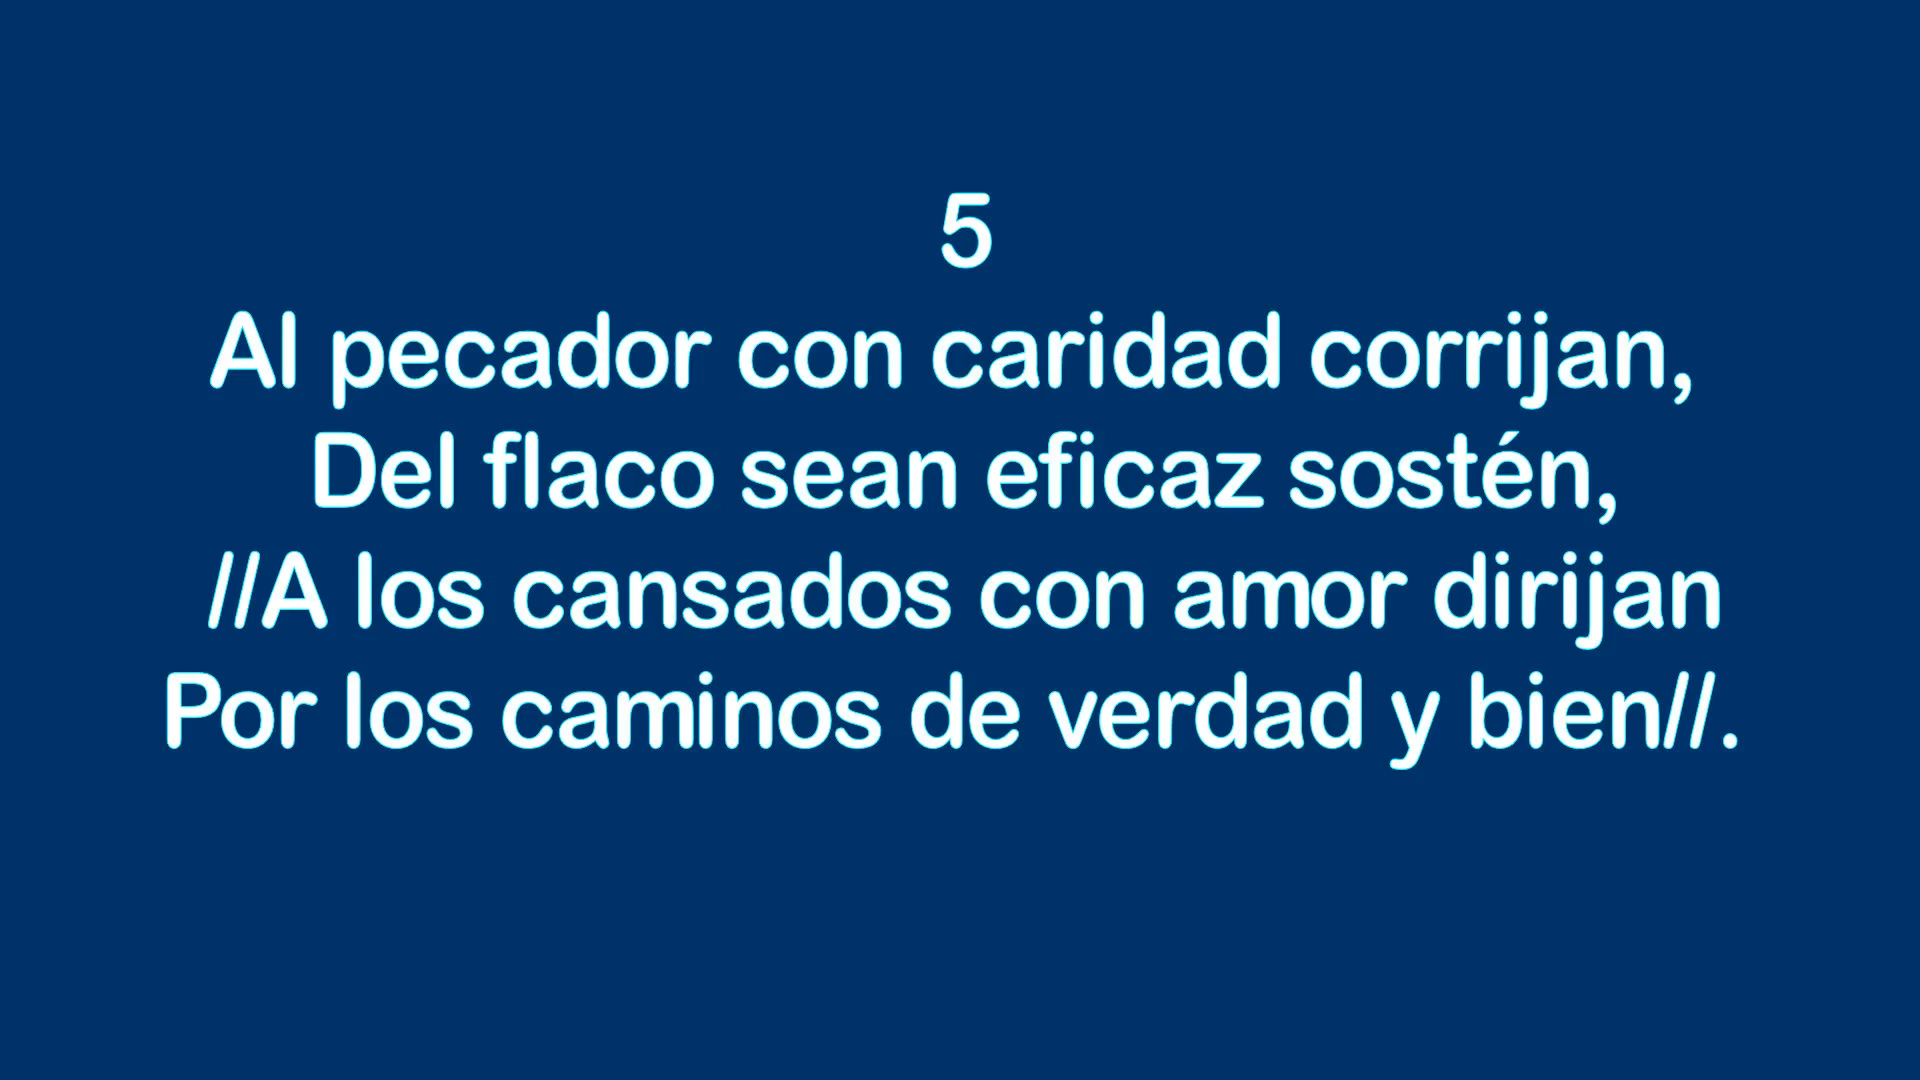 5
Al pecador con caridad corrijan,
Del flaco sean eficaz sostén,
//A los cansados con amor dirijan
Por los caminos de verdad y bien//.